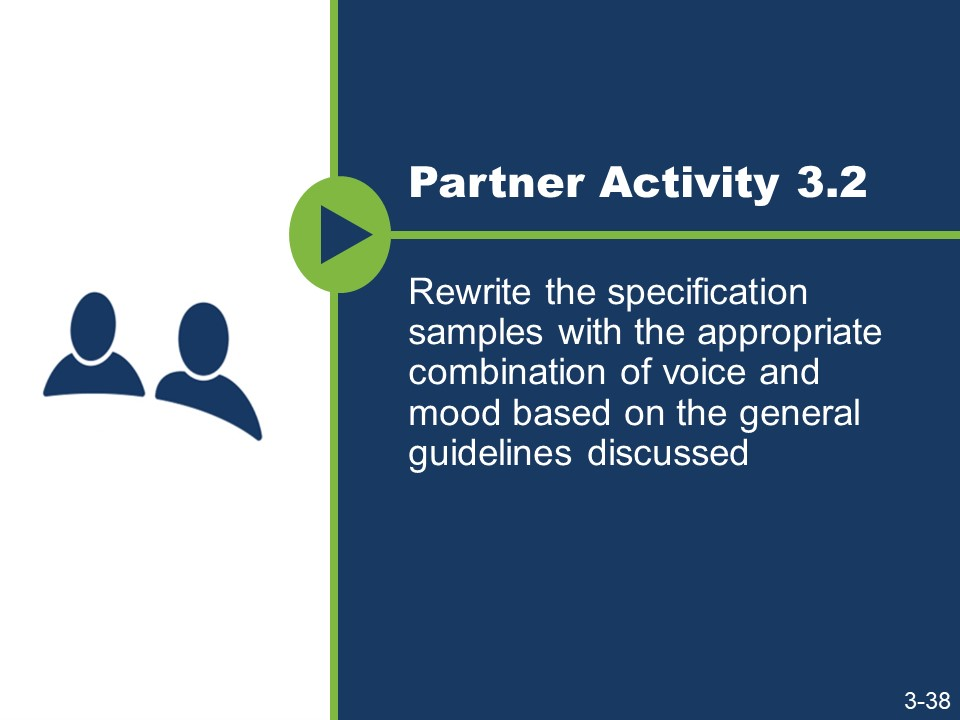 Partner Activity 3.2
Rewrite the specification
samples with the appropriate
combination of voice and
mood based on the general
guidelines discussed
3-38